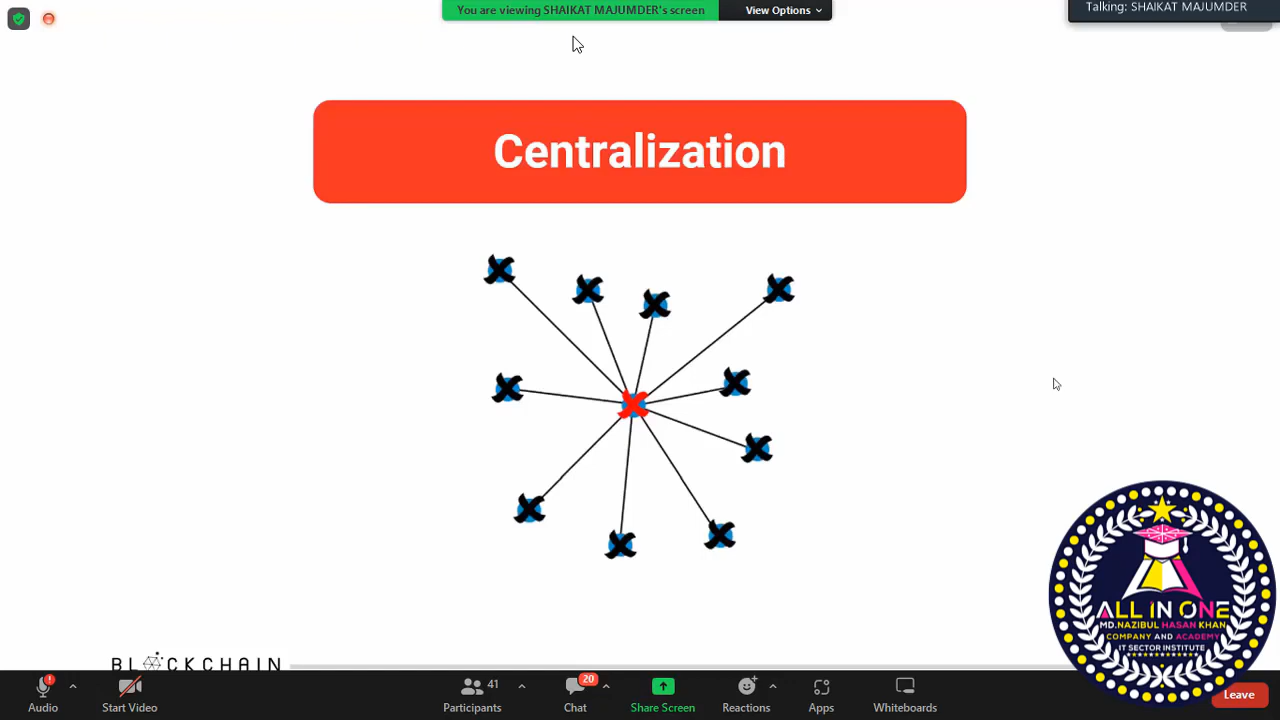 You are viewing SHAIKAT MAJUMDER's screen
View Options
Talking: SHAIKAT MAJUMDER
Centralization
ALL IN ONE
MD.NAZIBUL HASAN KHAN
COMPANY AND ACADEMY
IT SECTOR INSTITUTE
BLOCKCHAIN
Audio
Start Video
41
Participants
20
Chat
Share Screen
Reactions
Apps
Whiteboards
Leave